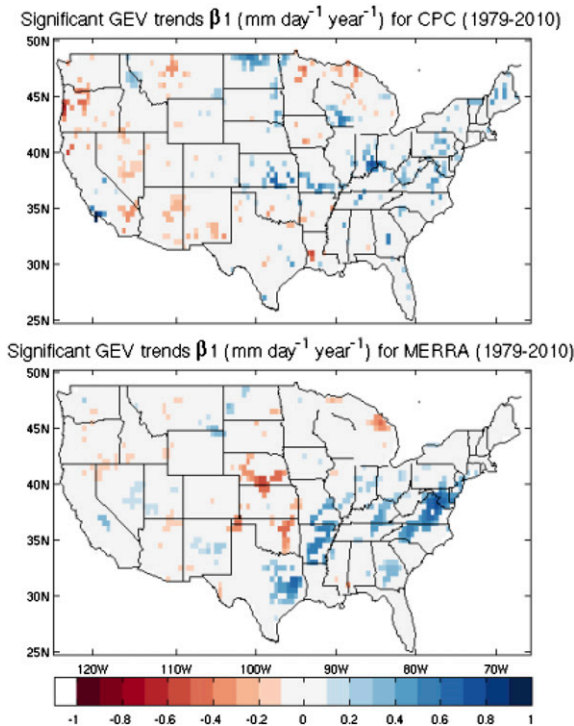 Significant GEV trends β1 (mm day⁻¹ year⁻¹) for CPC (1979-2010)
50N
45N
40N
35N
30N
25N
Significant GEV trends β1 (mm day⁻¹ year⁻¹) for MERRA (1979-2010)
50N
45N
40N
35N
30N
25N
120W 110W 100W 90W 80W 70W
-1 -0.8 -0.6 -0.4 -0.2 0 0.2 0.4 0.6 0.8 1